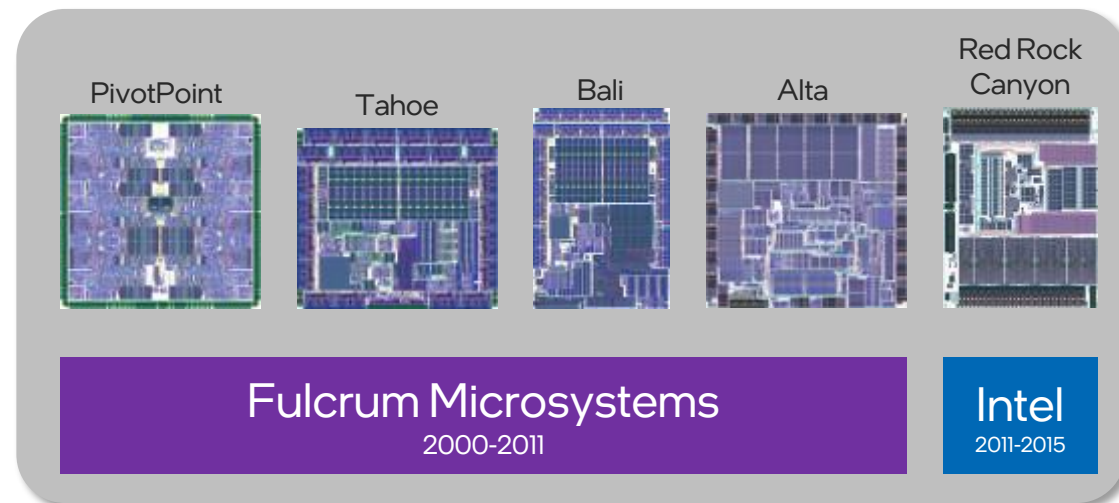 PivotPoint
Tahoe
Bali
Alta
Red Rock
Canyon
Fulcrum Microsystems
2000-2011
Intel
2011-2015